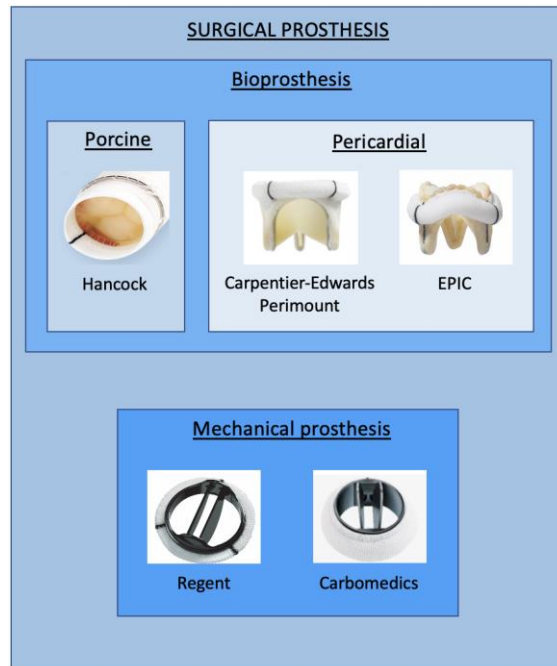 SURGICAL PROSTHESIS
Bioprosthesis
Porcine
Pericardial
Hancock
Carpentier-Edwards
Perimount
EPIC
Mechanical prosthesis
Regent
Carbomedics